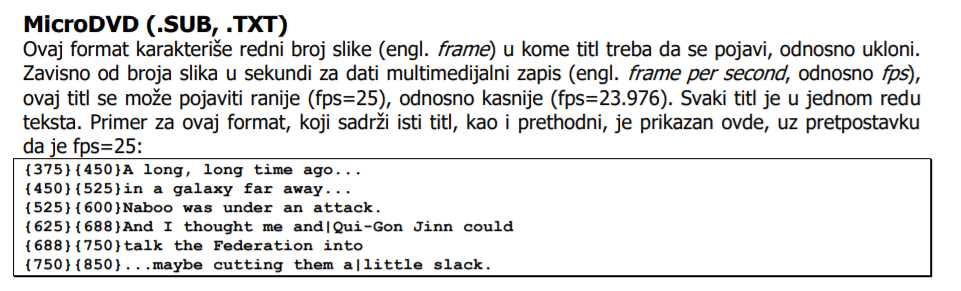 MicroDVD (.SUB, .TXT)
Ovaj format karakteriše redni broj slike (engl. frame) u kome titl treba da se pojavi, odnosno ukloni.
Zavisno od broja slika u sekundi za dati multimedijalni zapis (engl. frame per second, odnosno fps),
ovaj titl se može pojaviti ranije (fps=25), odnosno kasnije (fps=23.976). Svaki titl je u jednom redu
teksta. Primer za ovaj format, koji sadrži isti titl, kao i prethodni, je prikazan ovde, uz pretpostavku
da je fps=25:
{375}{450}A long, long time ago...
{450}{525}in a galaxy far away...
{525}{600}Naboo was under an attack.
{625}{688}And I thought me and|Qui-Gon Jinn could
{688}{750}talk the Federation into
{750}{850}...maybe cutting them a|little slack.